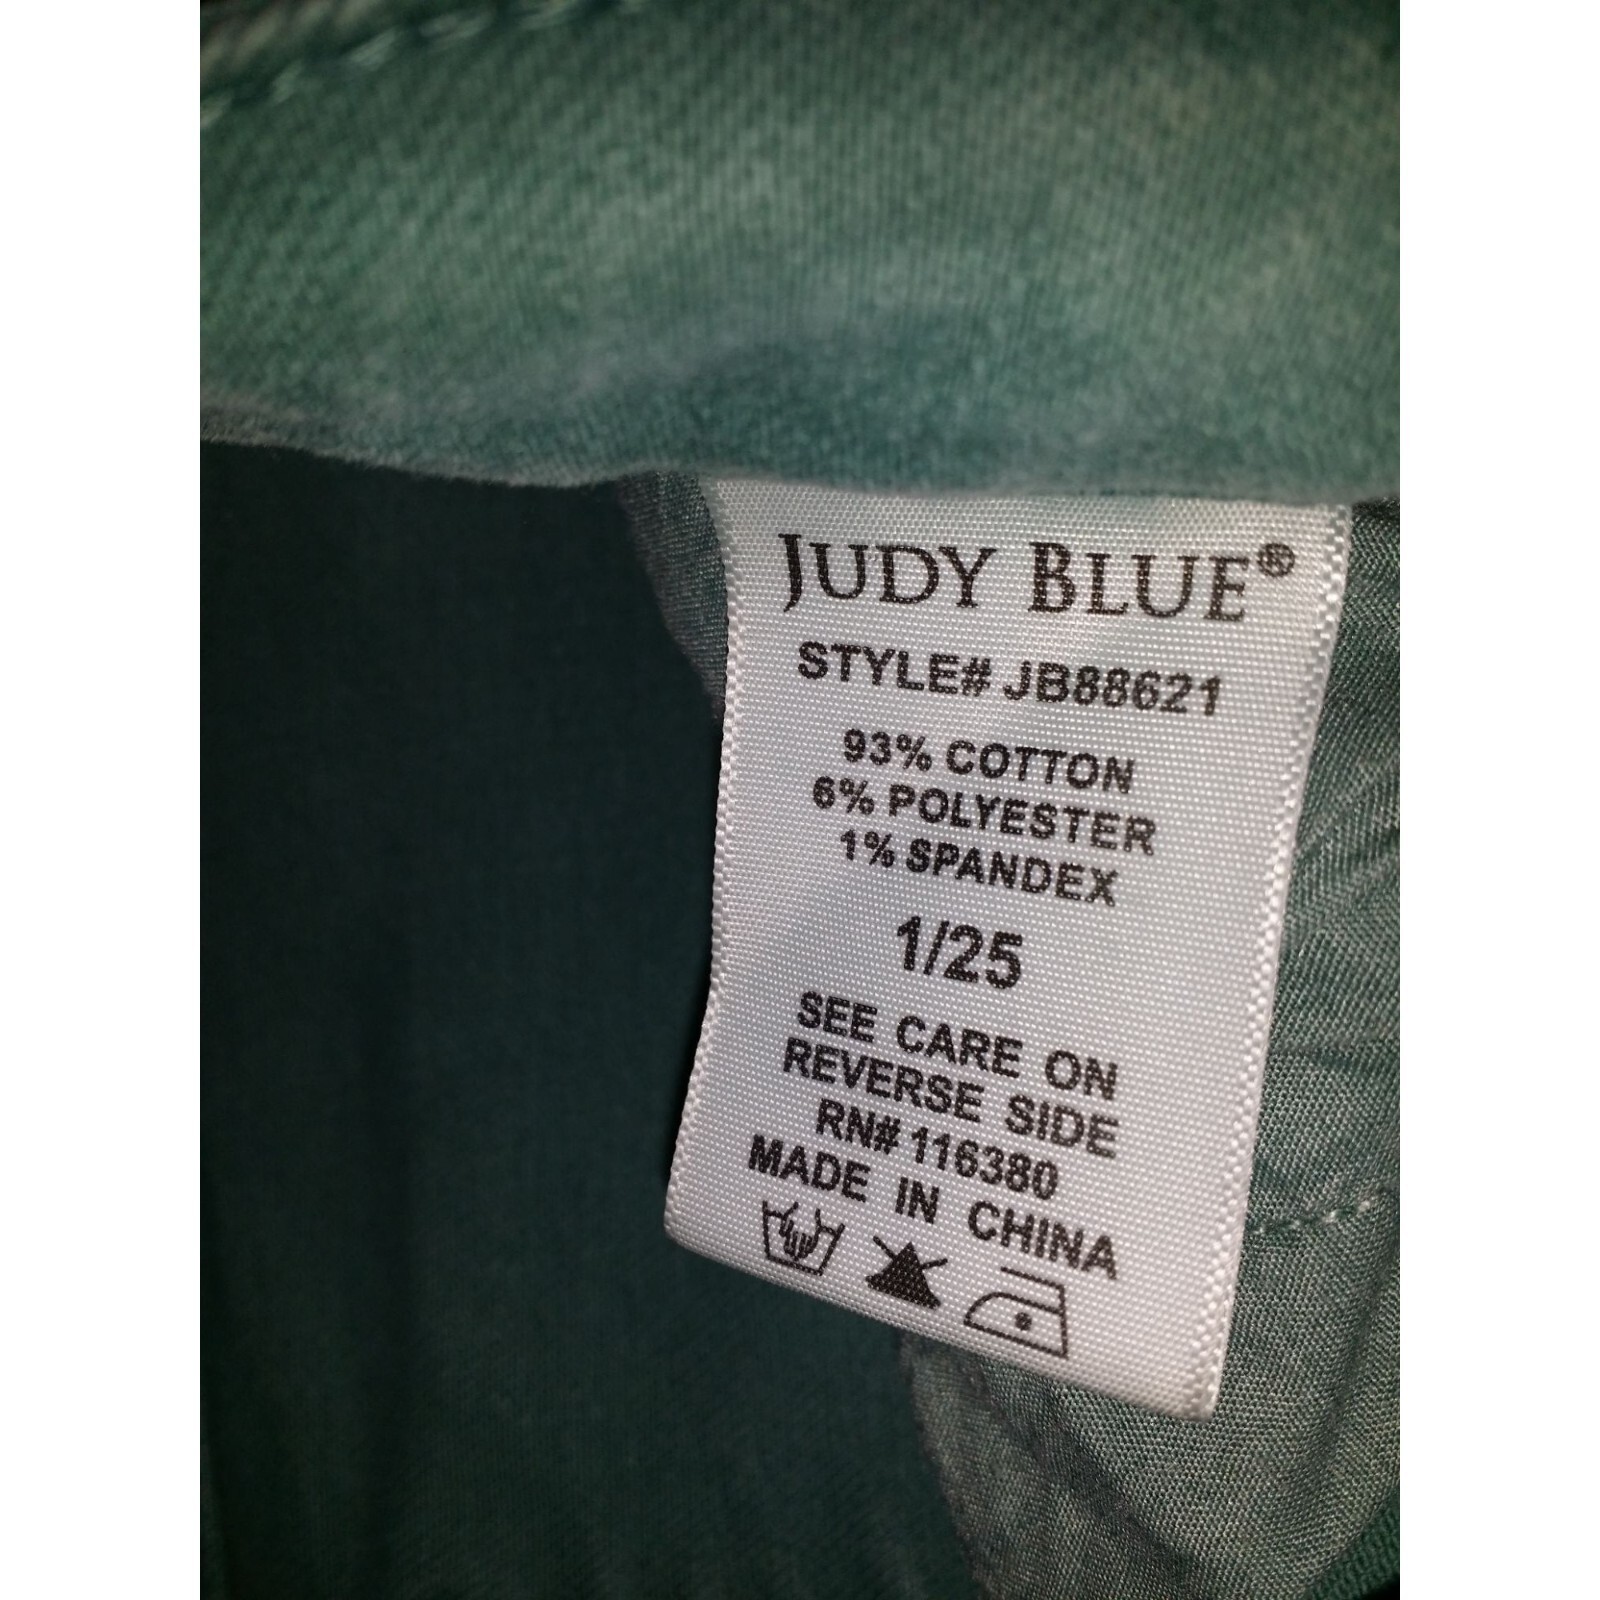 JUDY BLUE®
STYLE# JB88621
93% COTTON
6% POLYESTER
1% SPANDEX
1/25
SEE CARE ON
REVERSE SIDE
RN# 116380
MADE IN CHINA